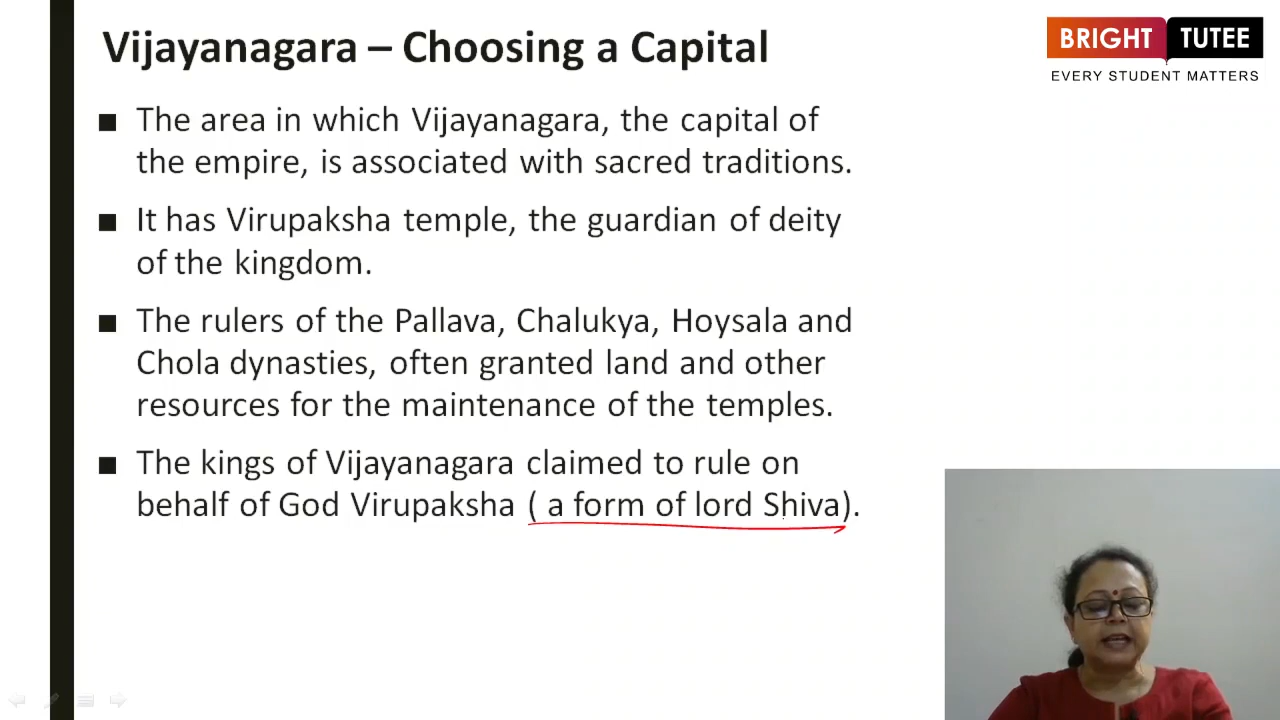 Vijayanagara – Choosing a Capital
BRIGHT TUTEE
EVERY STUDENT MATTERS
■ The area in which Vijayanagara, the capital of
the empire, is associated with sacred traditions.
■ It has Virupaksha temple, the guardian of deity
of the kingdom.
■ The rulers of the Pallava, Chalukya, Hoysala and
Chola dynasties, often granted land and other
resources for the maintenance of the temples.
■ The kings of Vijayanagara claimed to rule on
behalf of God Virupaksha ( a form of lord Shiva).